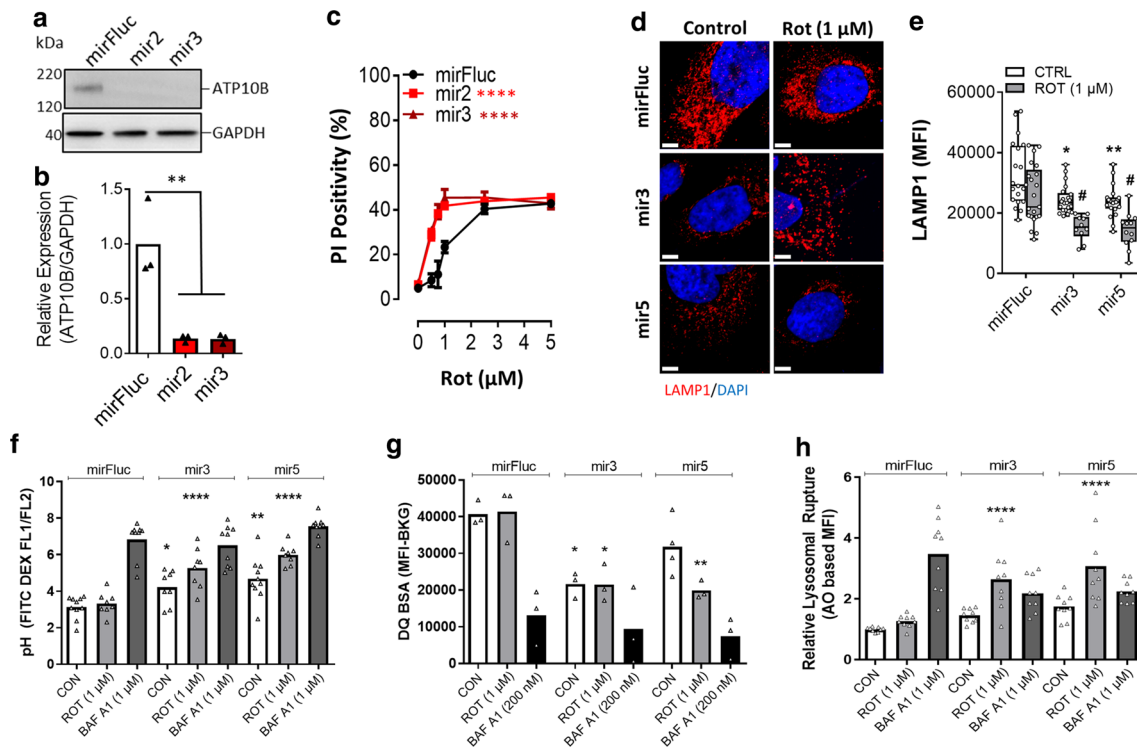 a
kDa
mirFluc
mir2
mir3
220
120
ATP10B
40
GAPDH
b
**
Relative Expression
(ATP10B/GAPDH)
1.5
1.0
0.5
0.0
mirFluc
mir2
mir3
c
PI Positivity (%)
100
80
60
40
20
0
mirFluc
mir2 ****
mir3 ****
0 1 2 3 4 5
Rot (μM)
d
Control
Rot (1 μM)
mirFluc
mir3
mir5
LAMP1/DAPI
e
CTRL
ROT (1 μM)
LAMP1 (MFI)
60000
40000
20000
0
* # ** #
mirFluc
mir3
mir5
f
mirFluc
mir3
mir5
pH (FITC DEX FL1/FL2)
10
9
8
7
6
5
4
3
2
1
0
* **** ** ****
CON
ROT (1 μM)
BAF A1 (1 μM)
CON
ROT (1 μM)
BAF A1 (1 μM)
CON
ROT (1 μM)
BAF A1 (1 μM)
g
mirFluc
mir3
mir5
DQ BSA (MFI-BKG)
50000
40000
30000
20000
10000
0
* * **
CON
ROT (1 μM)
BAF A1 (200 nM)
CON
ROT (1 μM)
BAF A1 (200 nM)
CON
ROT (1 μM)
BAF A1 (200 nM)
h
mirFluc
mir3
mir5
Relative Lysosomal Rupture
(AO based MFI)
6
4
2
0
**** ****
CON
ROT (1 μM)
BAF A1 (1 μM)
CON
ROT (1 μM)
BAF A1 (1 μM)
CON
ROT (1 μM)
BAF A1 (1 μM)